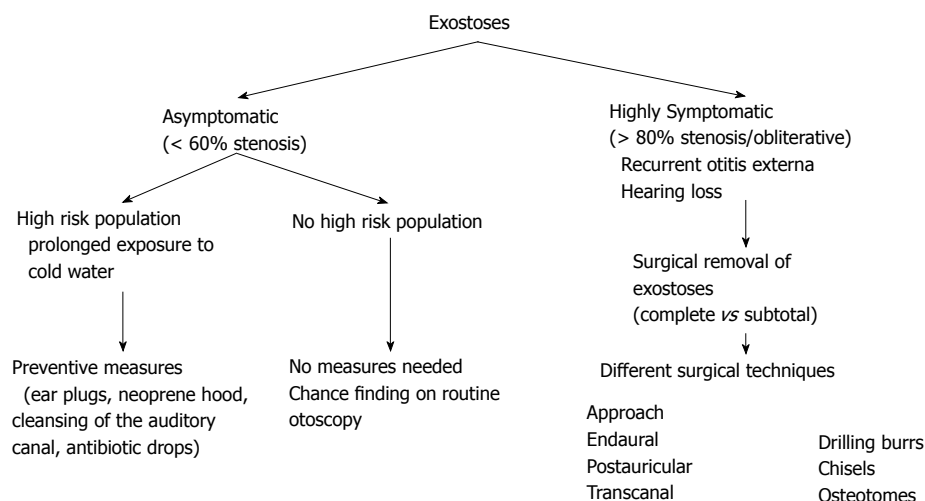 Exostoses
Asymptomatic
(< 60% stenosis)
Highly Symptomatic
(> 80% stenosis/obliterative)
Recurrent otitis externa
Hearing loss
High risk population
prolonged exposure to
cold water
No high risk population
Surgical removal of
exostoses
(complete vs subtotal)
Preventive measures
(ear plugs, neoprene hood,
cleansing of the auditory
canal, antibiotic drops)
No measures needed
Chance finding on routine
otoscopy
Different surgical techniques
Approach
Endaural
Postauricular
Transcanal
Drilling burrs
Chisels
Osteotomes